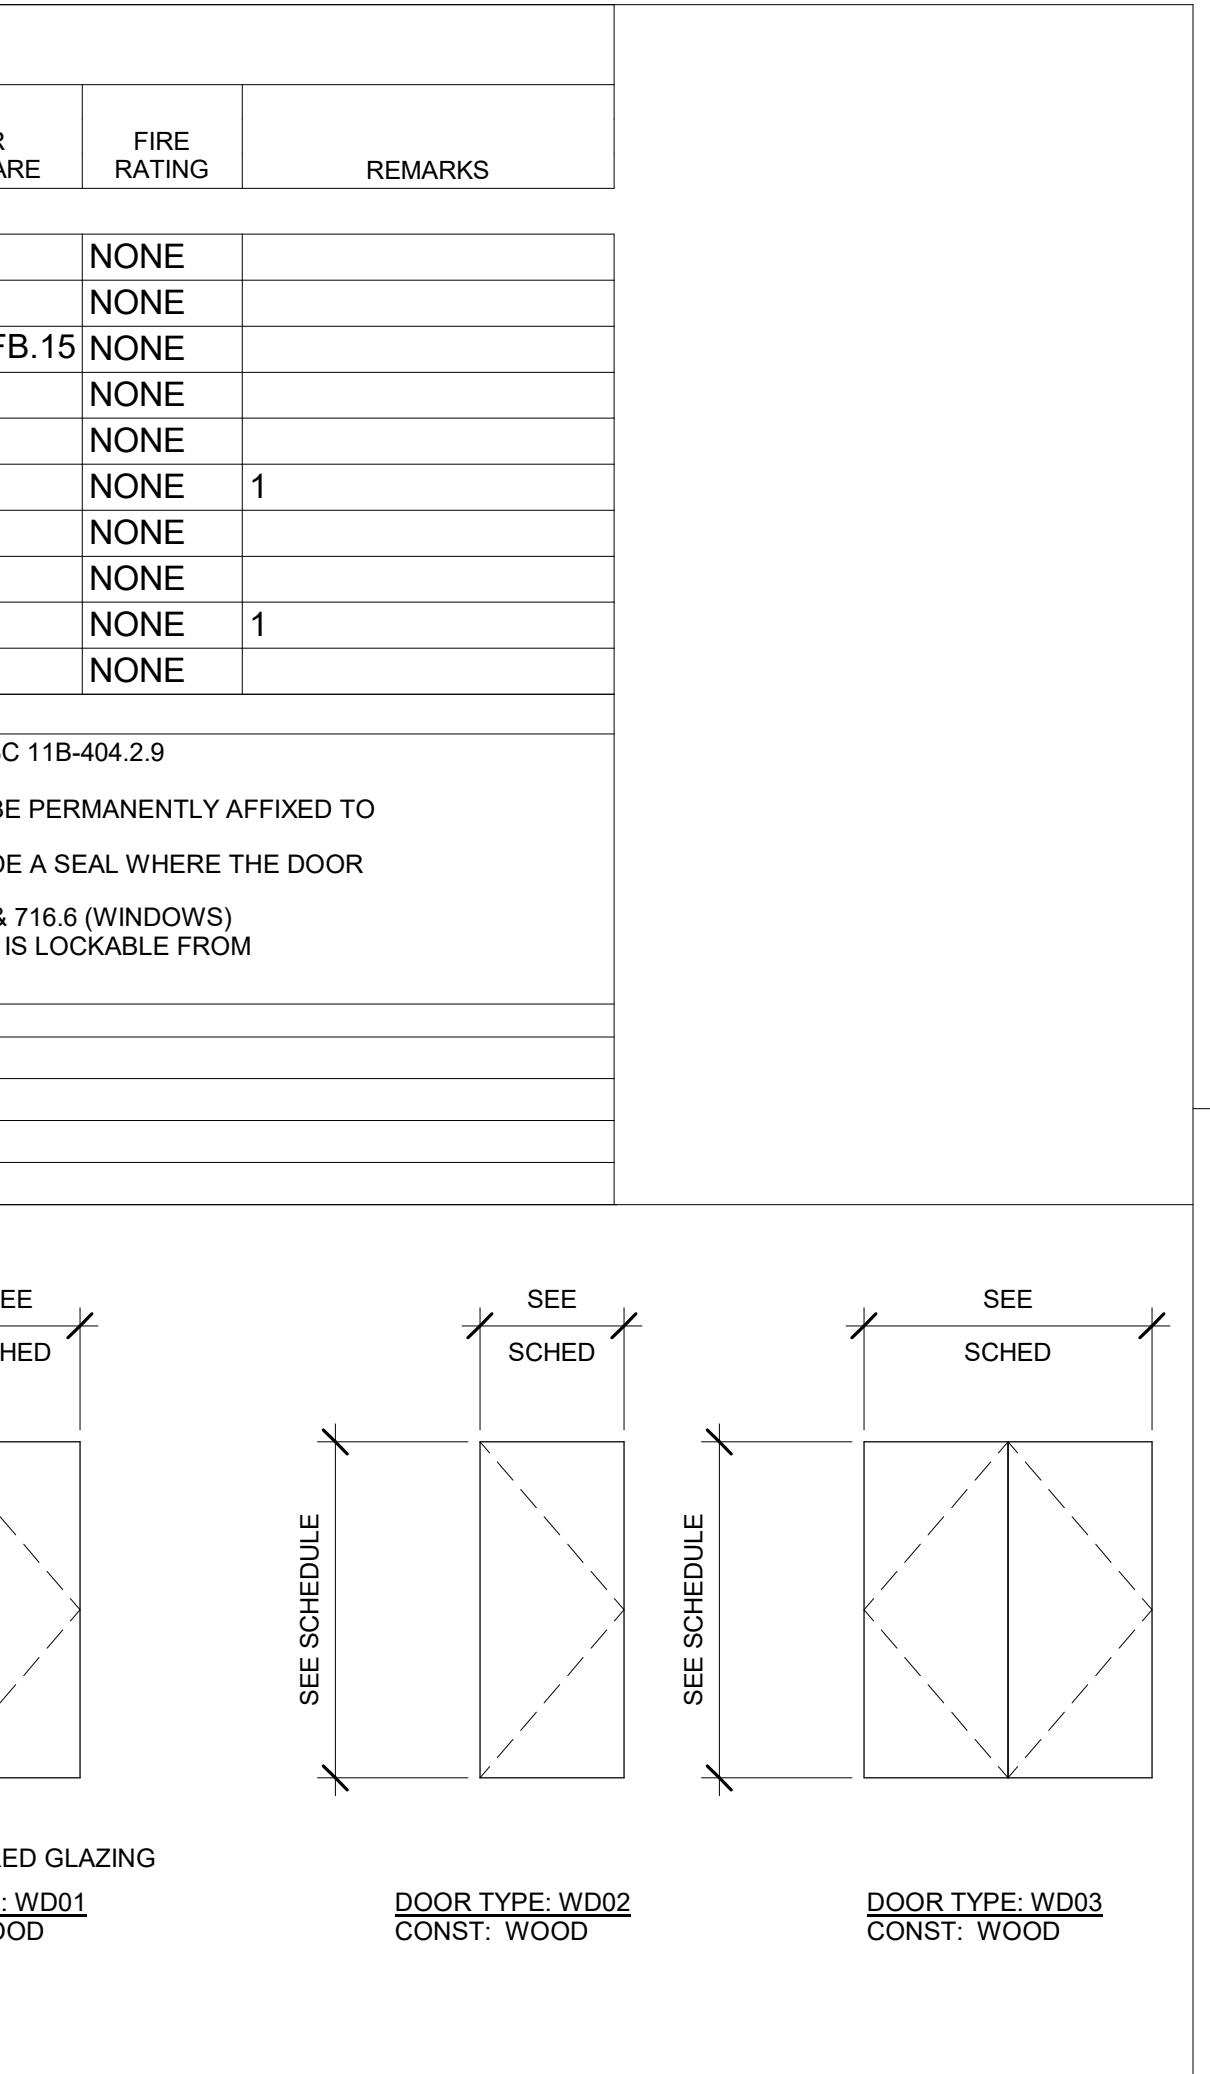 R FIRE
ARE RATING REMARKS
NONE
NONE
FB.15 NONE
NONE
NONE
NONE 1
NONE
NONE
NONE 1
NONE
C 11B-404.2.9
BE PERMANENTLY AFFIXED TO
DE A SEAL WHERE THE DOOR
& 716.6 (WINDOWS)
IS LOCKABLE FROM
EE SEE SEE
HED SCHED SCHED
SEE SCHEDULE SEE SCHEDULE
ED GLAZING
: WD01 DOOR TYPE: WD02 DOOR TYPE: WD03
OOD CONST: WOOD CONST: WOOD